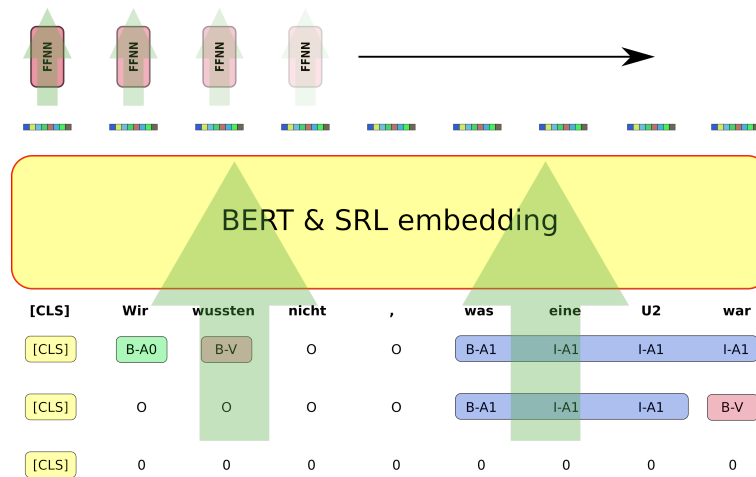 FFNN FFNN FFNN FFNN
BERT & SRL embedding
[CLS] Wir wussten nicht , was eine U2 war
[CLS] B-A0 B-V O O B-A1 I-A1 I-A1 I-A1
[CLS] O O O O B-A1 I-A1 I-A1 B-V
[CLS] 0 0 0 0 0 0 0 0